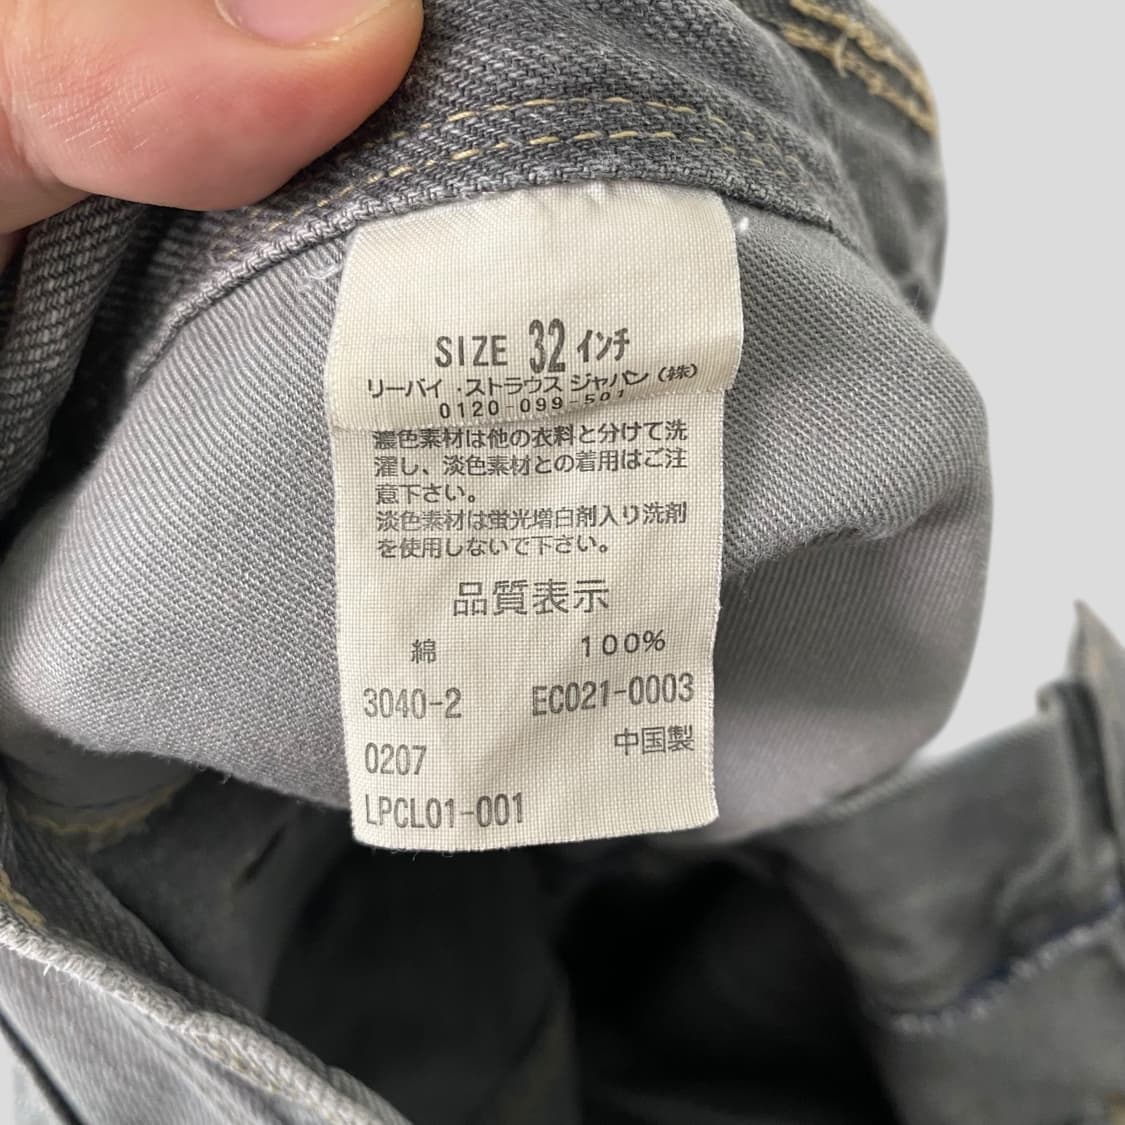 SIZE 32 インチ
リーバイ・ストラウス ジャパン(株)
0120-099-501
濃色素材は他の衣料と分けて洗
濯し、淡色素材との着用はご注
意下さい。
淡色素材は蛍光増白剤入り洗剤
を使用しないで下さい。
品質表示
綿 100%
3040-2 EC021-0003
0207 中国製
LPCL01-001